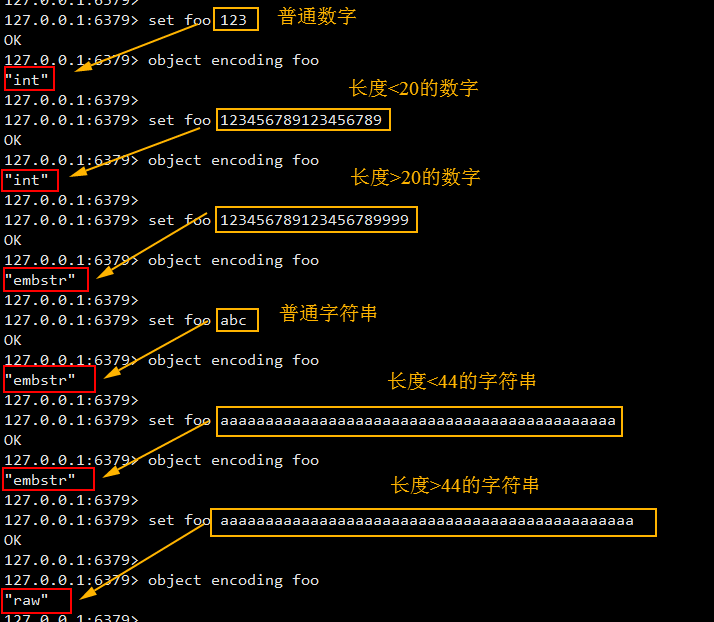 127.0.0.1:6379>
127.0.0.1:6379> set foo 123 普通数字
OK
127.0.0.1:6379> object encoding foo
"int"
长度<20的数字
127.0.0.1:6379>
127.0.0.1:6379> set foo 123456789123456789
OK
127.0.0.1:6379> object encoding foo
"int"
长度>20的数字
127.0.0.1:6379>
127.0.0.1:6379> set foo 123456789123456789999
OK
127.0.0.1:6379> object encoding foo
"embstr"
127.0.0.1:6379>
127.0.0.1:6379> set foo abc 普通字符串
OK
127.0.0.1:6379> object encoding foo
"embstr"
长度<44的字符串
127.0.0.1:6379>
127.0.0.1:6379> set foo aaaaaaaaaaaaaaaaaaaaaaaaaaaaaaaaaaaaaaaaaaaa
OK
127.0.0.1:6379> object encoding foo
"embstr"
长度>44的字符串
127.0.0.1:6379>
127.0.0.1:6379> set foo aaaaaaaaaaaaaaaaaaaaaaaaaaaaaaaaaaaaaaaaaaaaaa
OK
127.0.0.1:6379>
127.0.0.1:6379> object encoding foo
"raw"
127.0.0.1:6379>